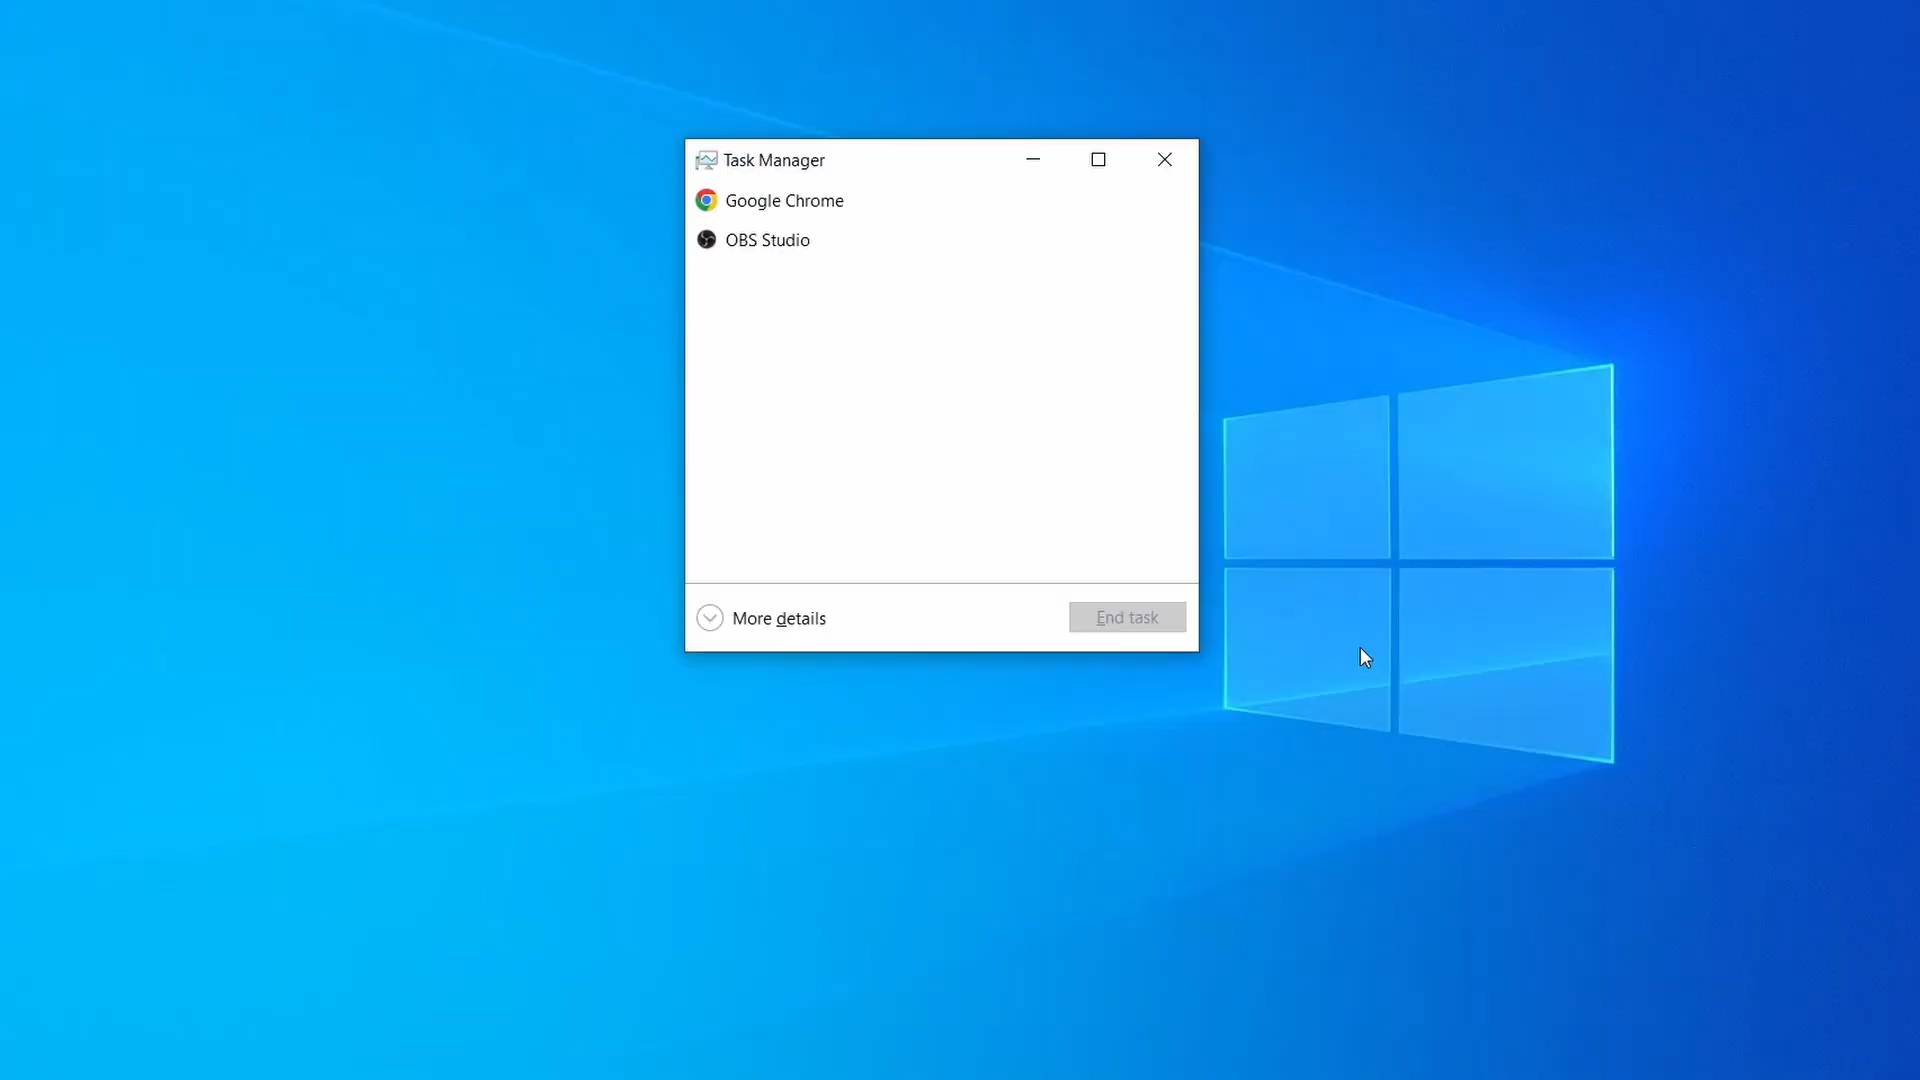 Task Manager
Google Chrome
OBS Studio
More details
End task